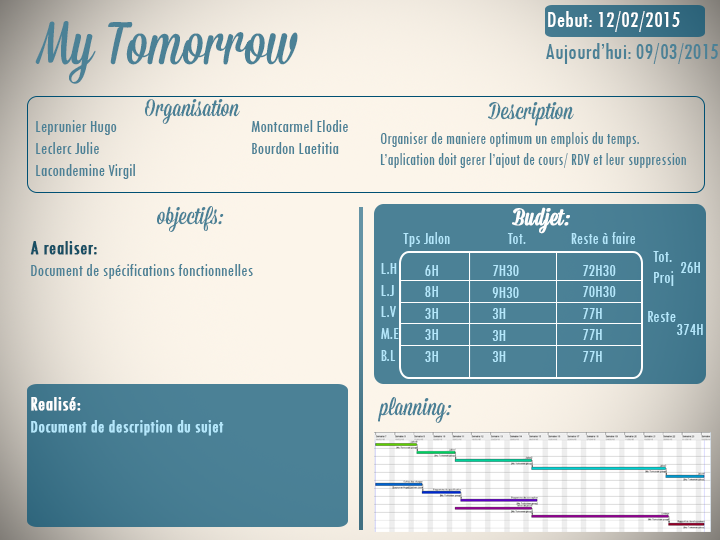 My Tomorrow
Debut: 12/02/2015
Aujourd'hui: 09/03/2015
Organisation
Leprunier Hugo
Leclerc Julie
Lacondemine Virgil
Montcarmel Elodie
Bourdon Laetitia
Description
Organiser de maniere optimum un emplois du temps.
L'aplication doit gerer l'ajout de cours/ RDV et leur suppression
objectifs:
A realiser:
Document de spécifications fonctionnelles
Realisé:
Document de description du sujet
Budjet:
Tps Jalon Tot. Reste à faire
L.H 6H 7H30 72H30
L.J 8H 9H30 70H30
L.V 3H 3H 77H
M.E 3H 3H 77H
B.L 3H 3H 77H
Tot. Proj 26H
Reste 374H
planning: